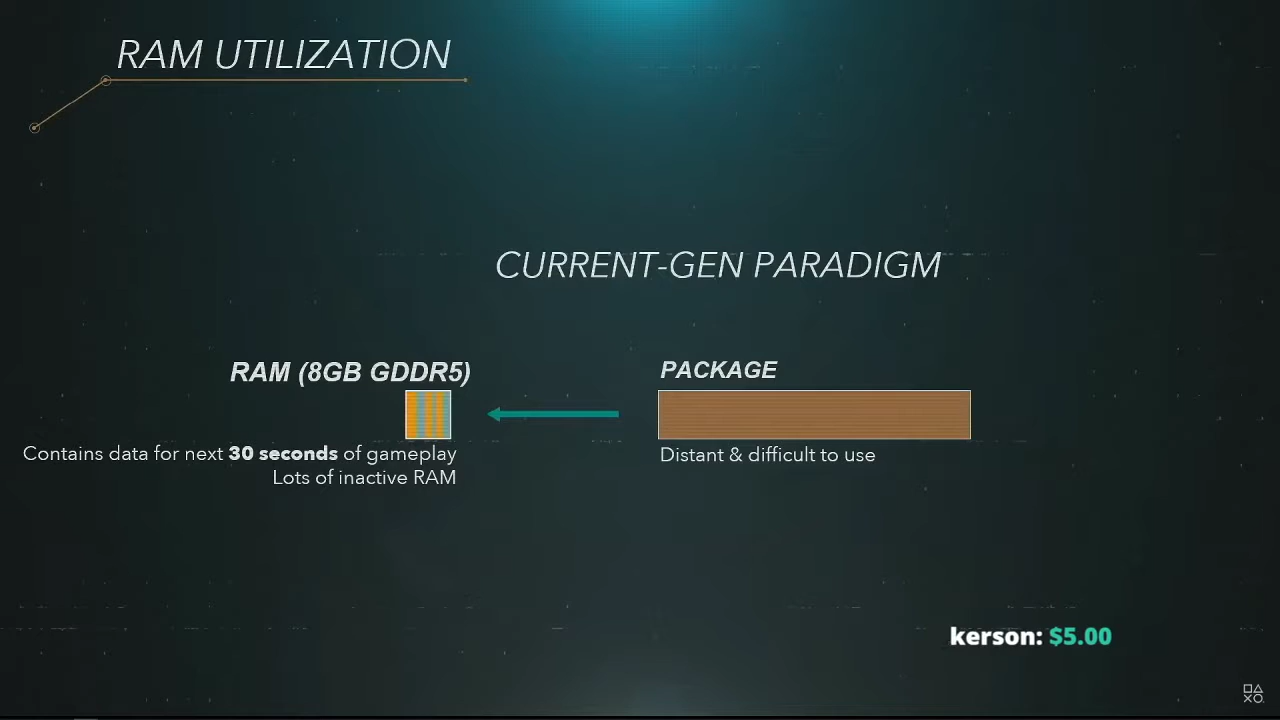 RAM UTILIZATION
CURRENT-GEN PARADIGM
RAM (8GB GDDR5)
Contains data for next 30 seconds of gameplay
Lots of inactive RAM
PACKAGE
Distant & difficult to use
kerson: $5.00